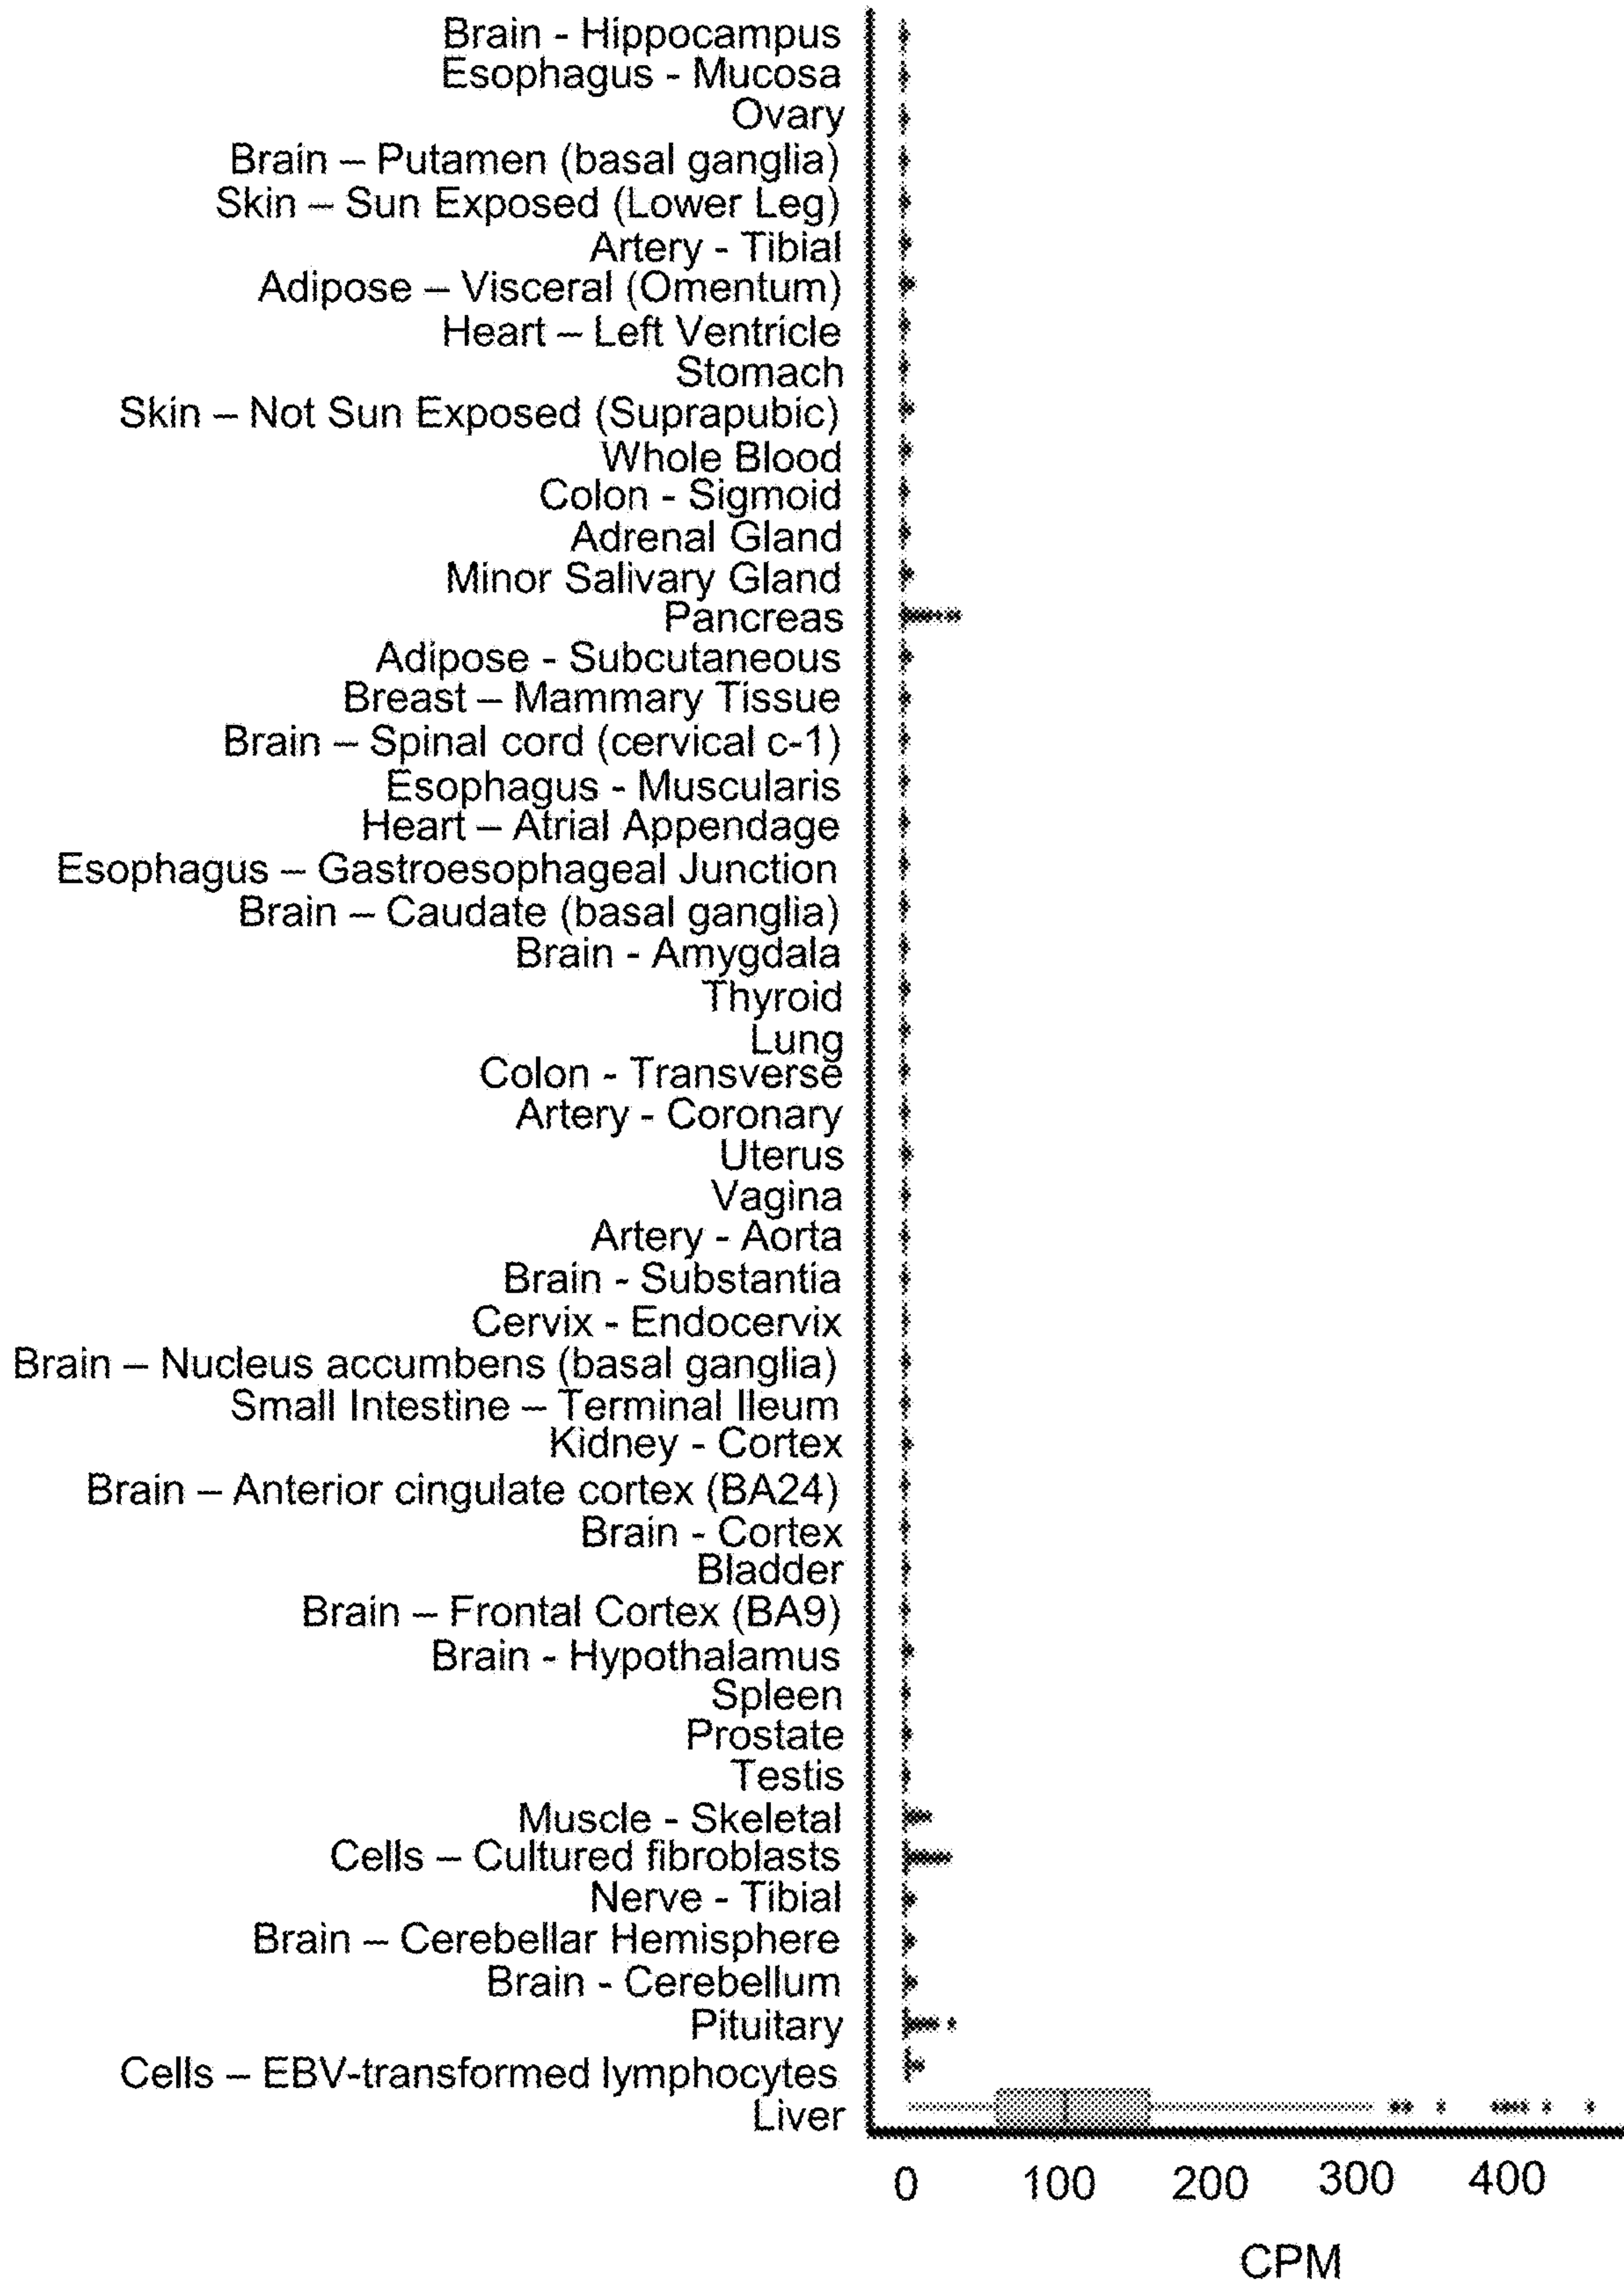 Brain - Hippocampus
Esophagus - Mucosa
Ovary
Brain – Putamen (basal ganglia)
Skin – Sun Exposed (Lower Leg)
Artery - Tibial
Adipose – Visceral (Omentum)
Heart – Left Ventricle
Stomach
Skin – Not Sun Exposed (Suprapubic)
Whole Blood
Colon - Sigmoid
Adrenal Gland
Minor Salivary Gland
Pancreas
Adipose - Subcutaneous
Breast – Mammary Tissue
Brain – Spinal cord (cervical c-1)
Esophagus - Muscularis
Heart – Atrial Appendage
Esophagus – Gastroesophageal Junction
Brain – Caudate (basal ganglia)
Brain - Amygdala
Thyroid
Lung
Colon - Transverse
Artery - Coronary
Uterus
Vagina
Artery - Aorta
Brain - Substantia
Cervix - Endocervix
Brain – Nucleus accumbens (basal ganglia)
Small Intestine – Terminal Ileum
Kidney - Cortex
Brain – Anterior cingulate cortex (BA24)
Brain - Cortex
Bladder
Brain – Frontal Cortex (BA9)
Brain - Hypothalamus
Spleen
Prostate
Testis
Muscle - Skeletal
Cells – Cultured fibroblasts
Nerve - Tibial
Brain – Cerebellar Hemisphere
Brain - Cerebellum
Pituitary
Cells – EBV-transformed lymphocytes
Liver
0 100 200 300 400
CPM